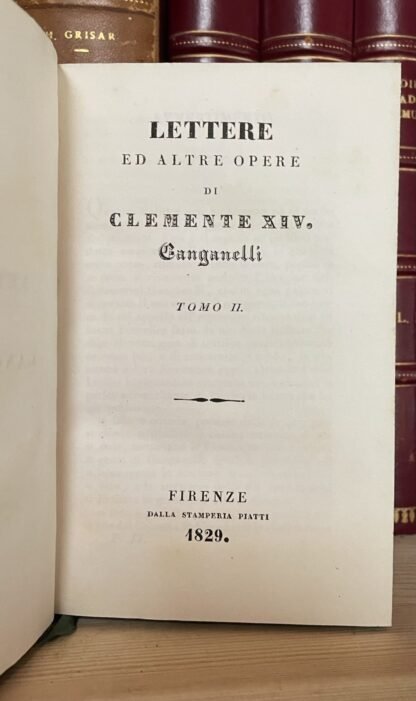 GRISAR
LETTERE
ED ALTRE OPERE
DI
CLEMENTE XIV.
Ganganelli
TOMO II.
FIRENZE
DALLA STAMPERIA PIATTI
1829.